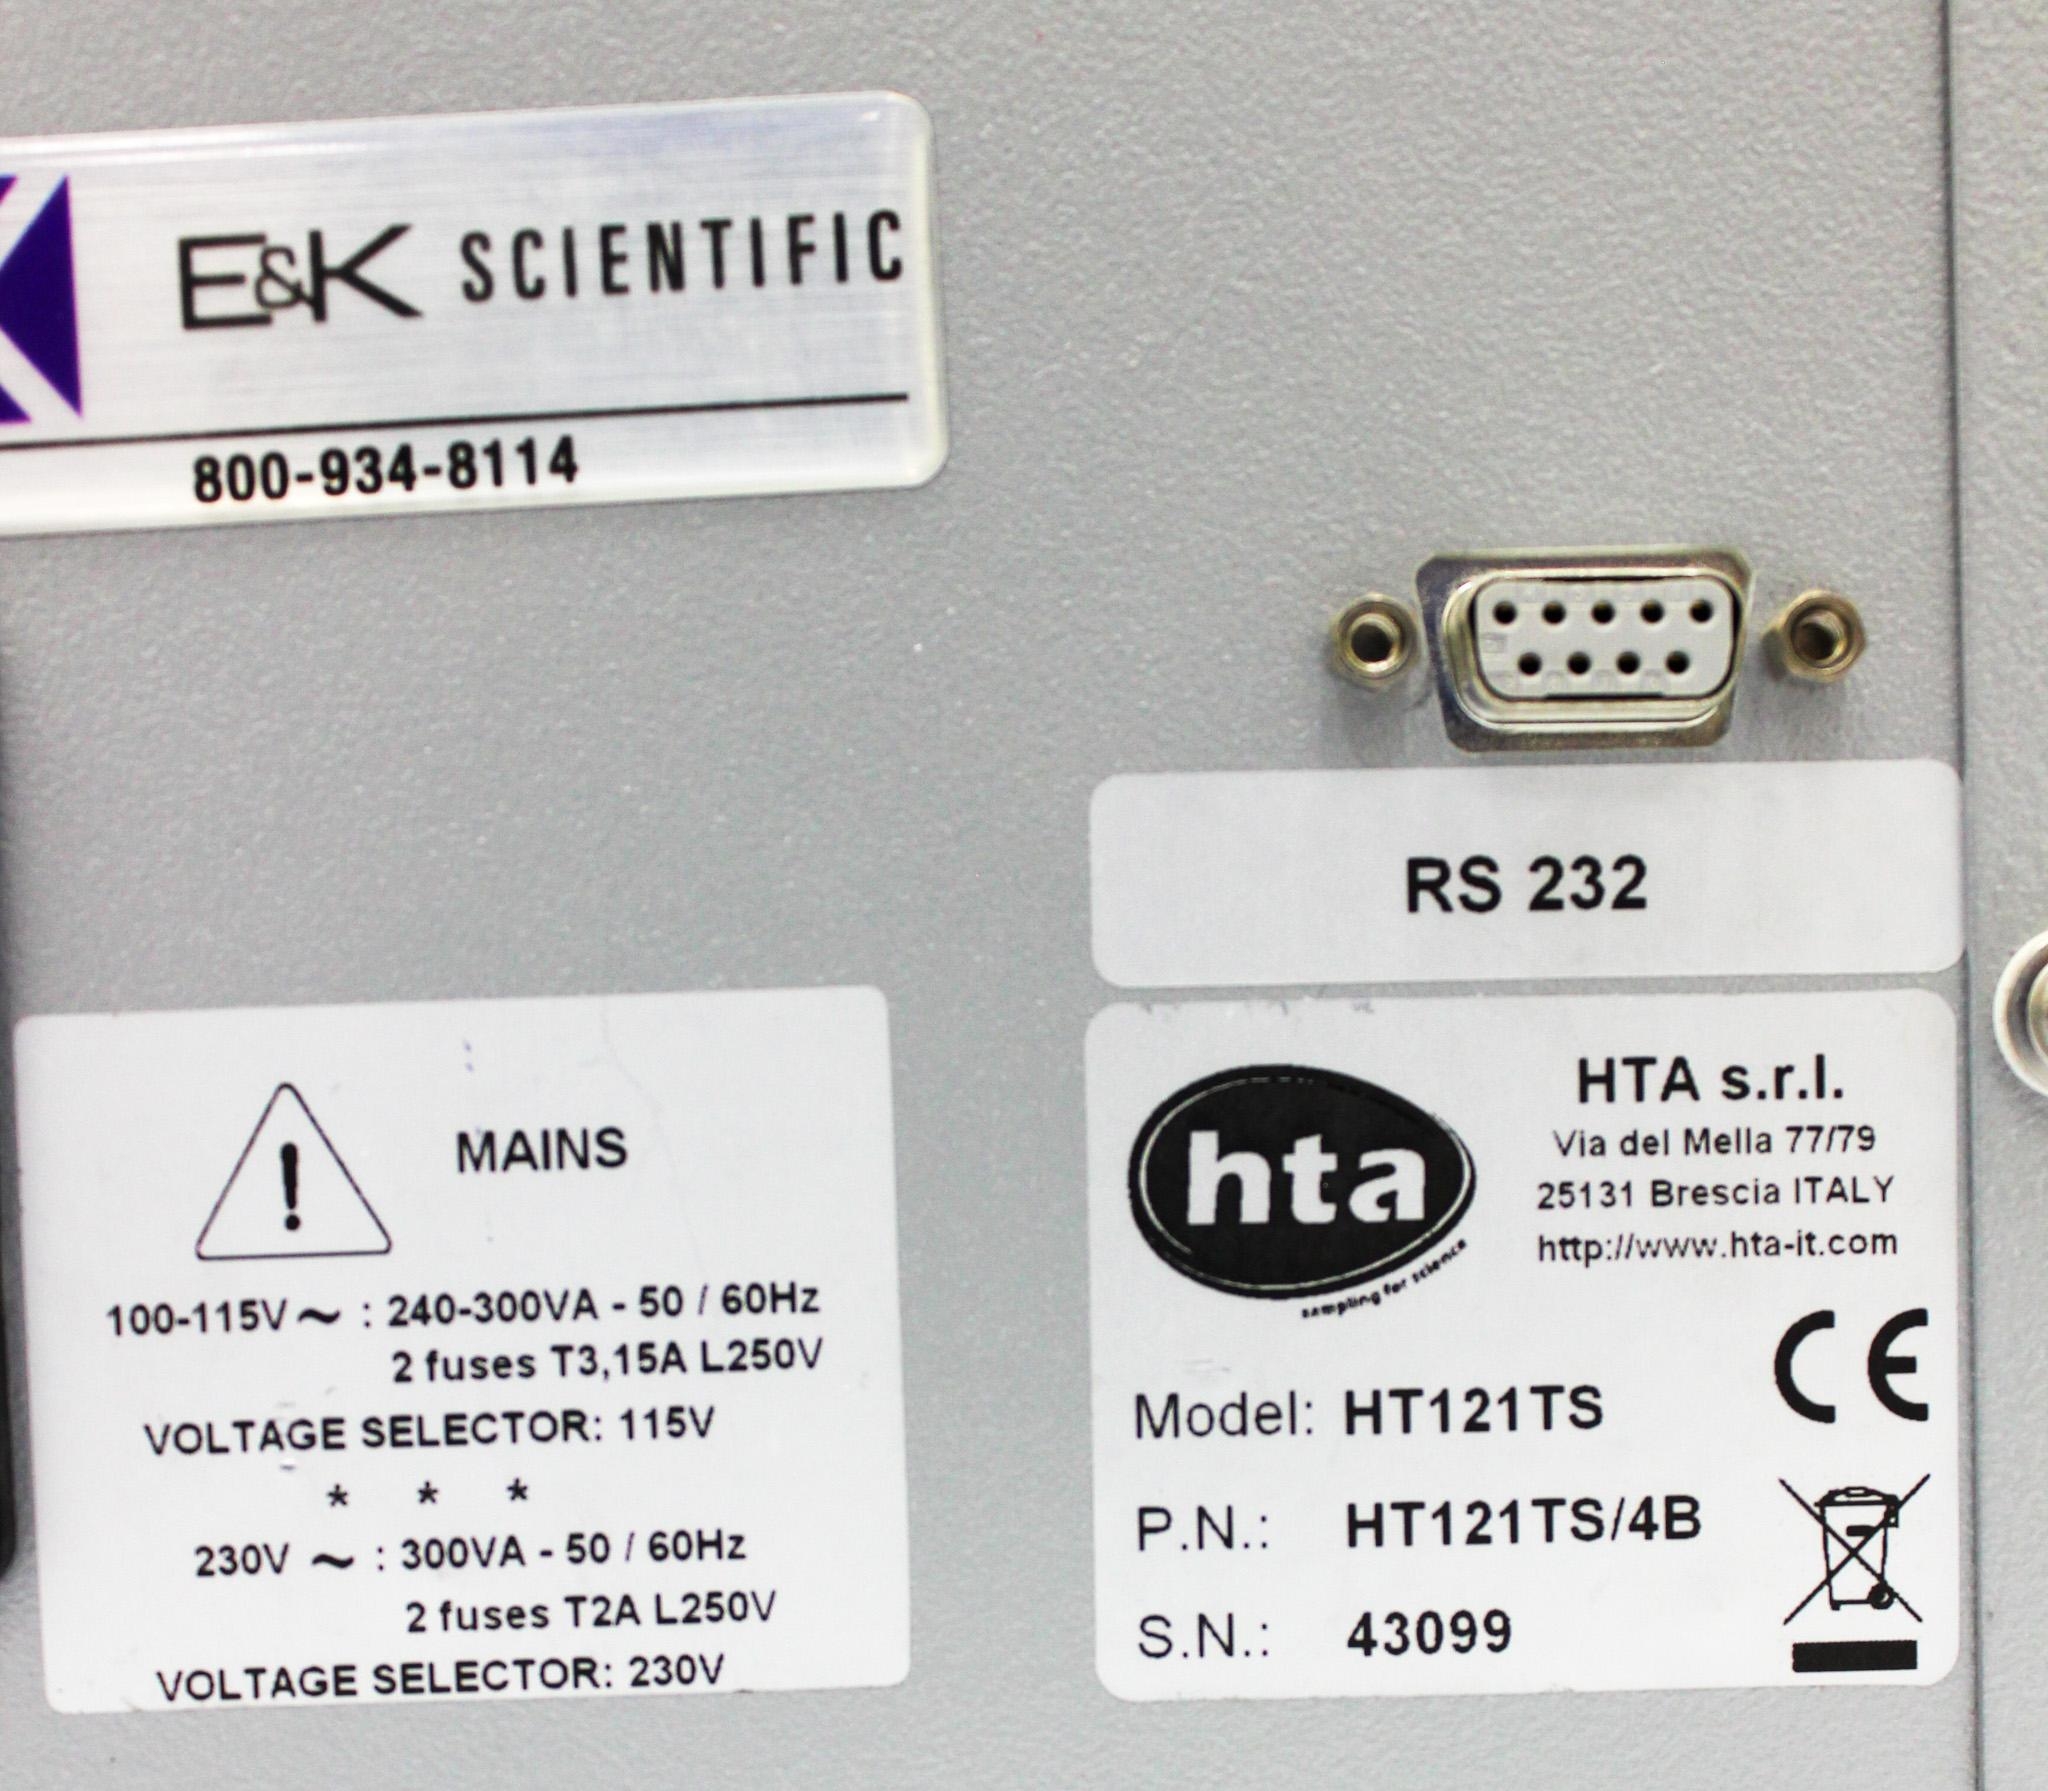 E&K SCIENTIFIC
800-934-8114
RS 232
MAINS
100-115V ~ : 240-300VA - 50 / 60Hz
2 fuses T3,15A L250V
VOLTAGE SELECTOR: 115V
* * *
230V ~ : 300VA - 50 / 60Hz
2 fuses T2A L250V
VOLTAGE SELECTOR: 230V
hta
sampling for science
HTA s.r.l.
Via del Mella 77/79
25131 Brescia ITALY
http://www.hta-it.com
CE
Model: HT121TS
P.N.: HT121TS/4B
S.N.: 43099